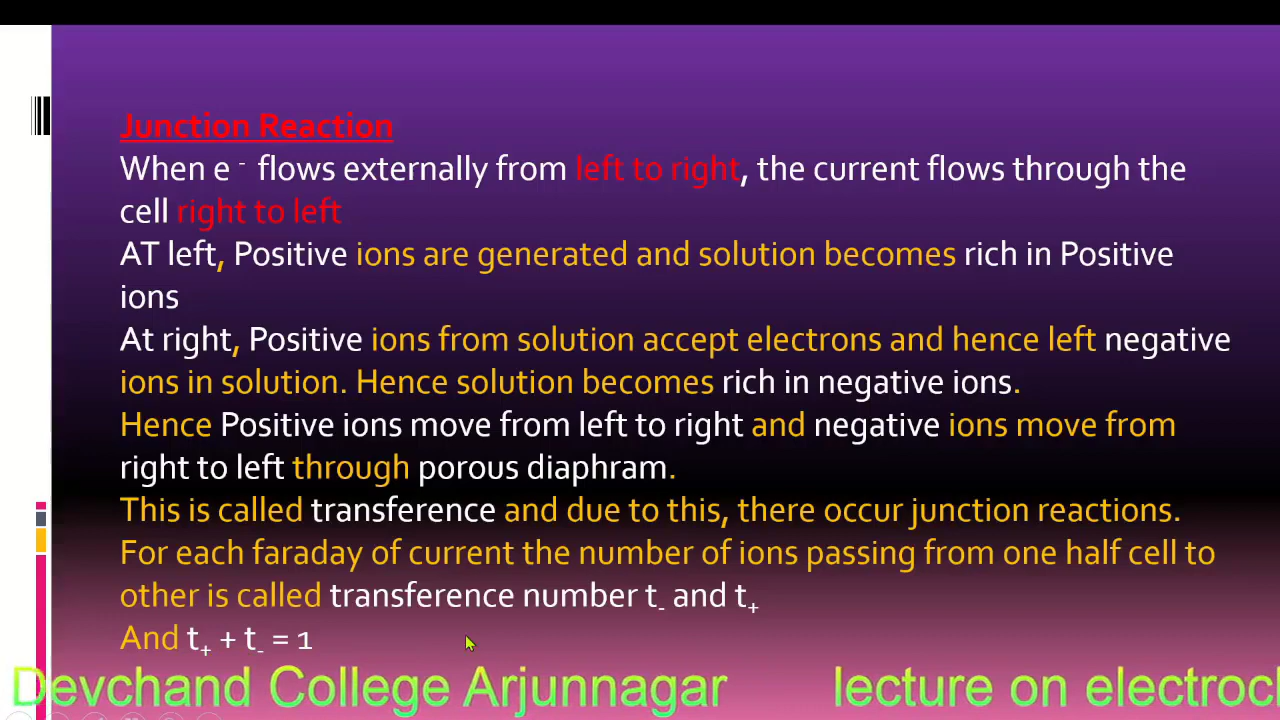 Junction Reaction
When e - flows externally from left to right, the current flows through the
cell right to left
AT left, Positive ions are generated and solution becomes rich in Positive
ions
At right, Positive ions from solution accept electrons and hence left negative
ions in solution. Hence solution becomes rich in negative ions.
Hence Positive ions move from left to right and negative ions move from
right to left through porous diaphram.
This is called transference and due to this, there occur junction reactions.
For each faraday of current the number of ions passing from one half cell to
other is called transference number t- and t+
And t+ + t- = 1
Devchand College Arjunnagar lecture on electroc